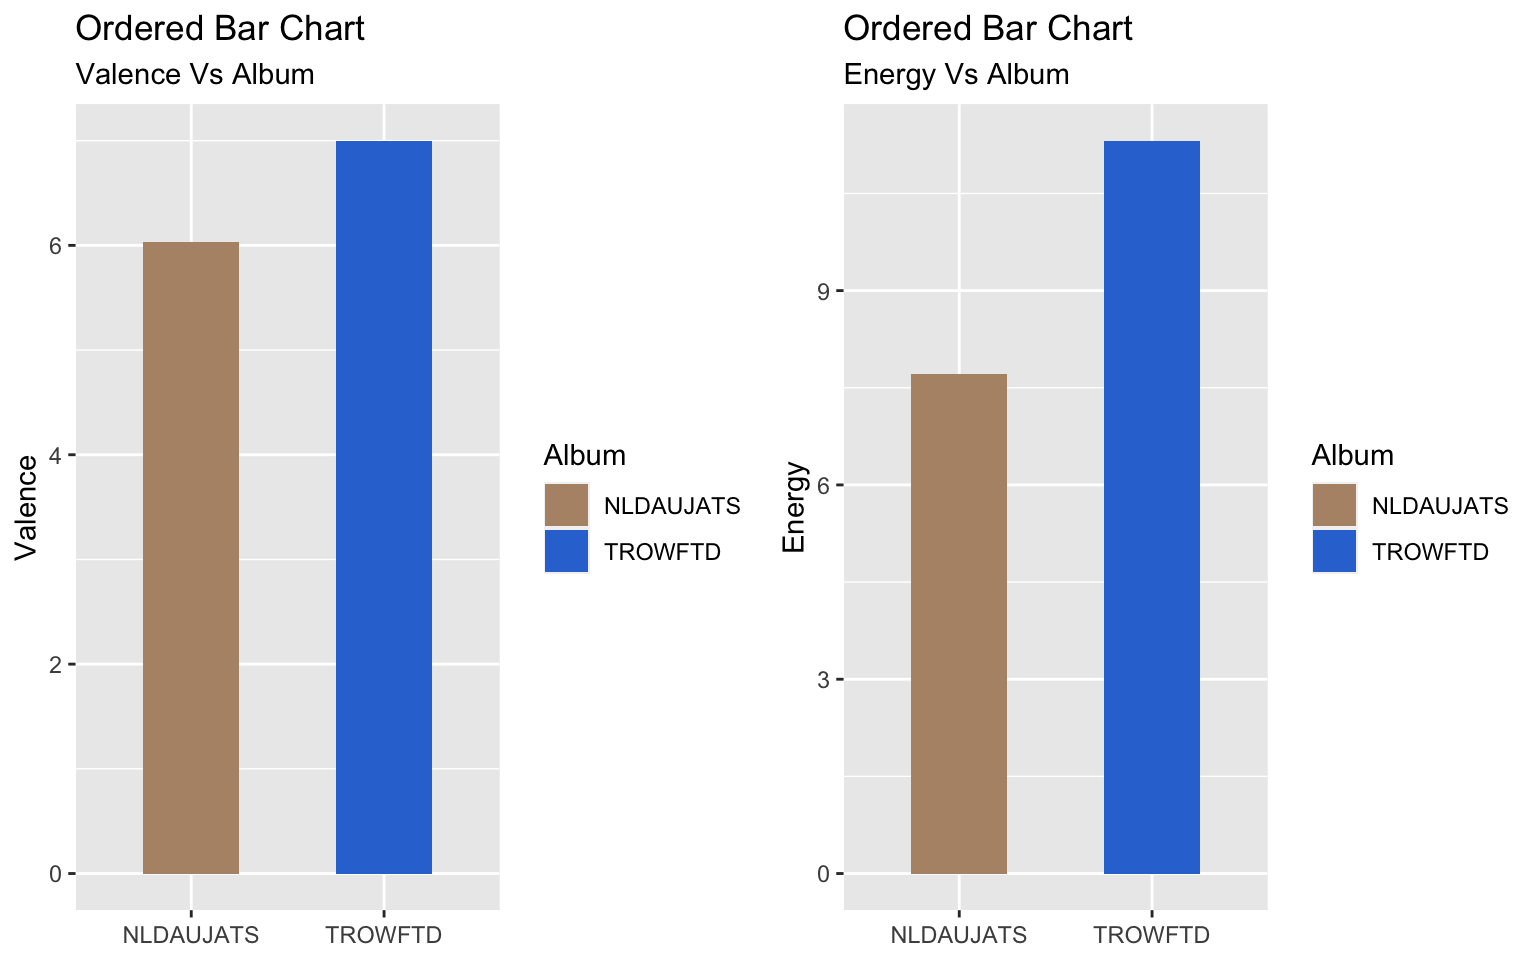 Ordered Bar Chart
Valence Vs Album
Valence
6
4
2
0
NLDAUJATS
TROWFTD
Album
NLDAUJATS
TROWFTD
Ordered Bar Chart
Energy Vs Album
Energy
9
6
3
0
NLDAUJATS
TROWFTD
Album
NLDAUJATS
TROWFTD